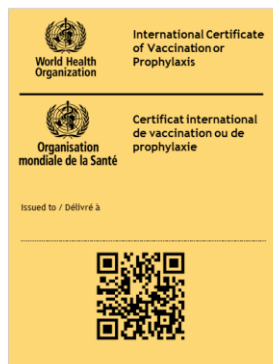 World Health
Organization
International Certificate
of Vaccination or
Prophylaxis
Organisation
mondiale de la Santé
Certificat international
de vaccination ou de
prophylaxie
Issued to / Délivré à